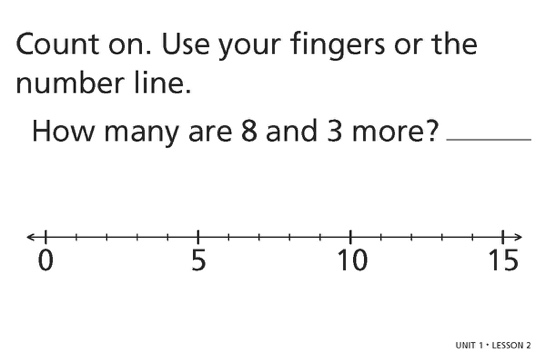 Count on. Use your fingers or the
number line.
How many are 8 and 3 more? ______
0 5 10 15
UNIT 1 • LESSON 2